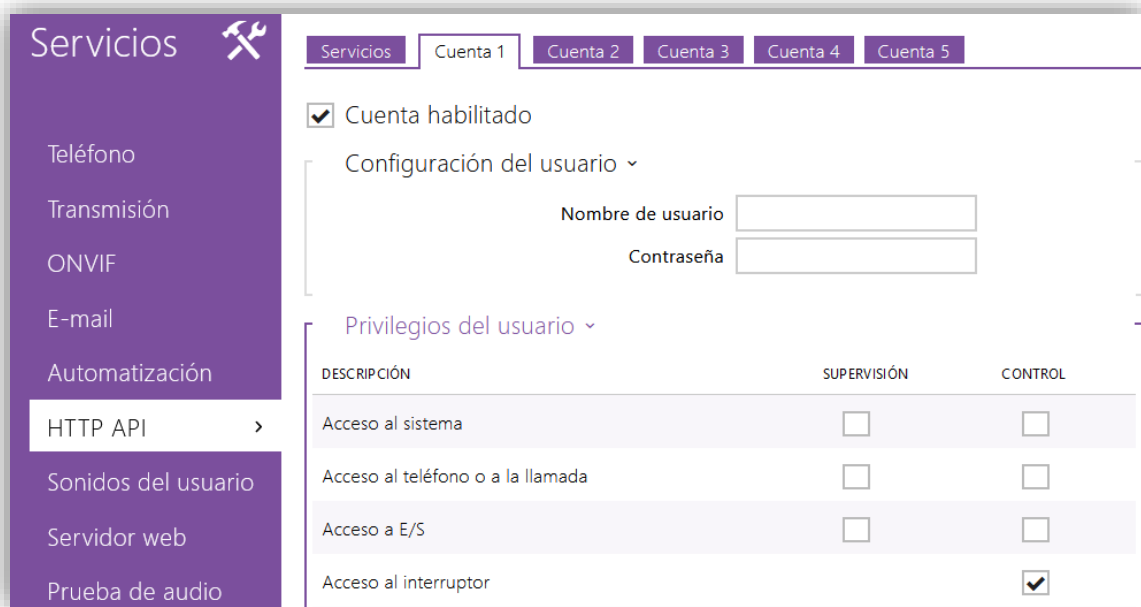 Servicios
Teléfono
Transmisión
ONVIF
E-mail
Automatización
HTTP API
Sonidos del usuario
Servidor web
Prueba de audio
Servicios Cuenta 1 Cuenta 2 Cuenta 3 Cuenta 4 Cuenta 5
Cuenta habilitado
Configuración del usuario
Nombre de usuario
Contraseña
Privilegios del usuario
DESCRIPCIÓN SUPERVISIÓN CONTROL
Acceso al sistema
Acceso al teléfono o a la llamada
Acceso a E/S
Acceso al interruptor